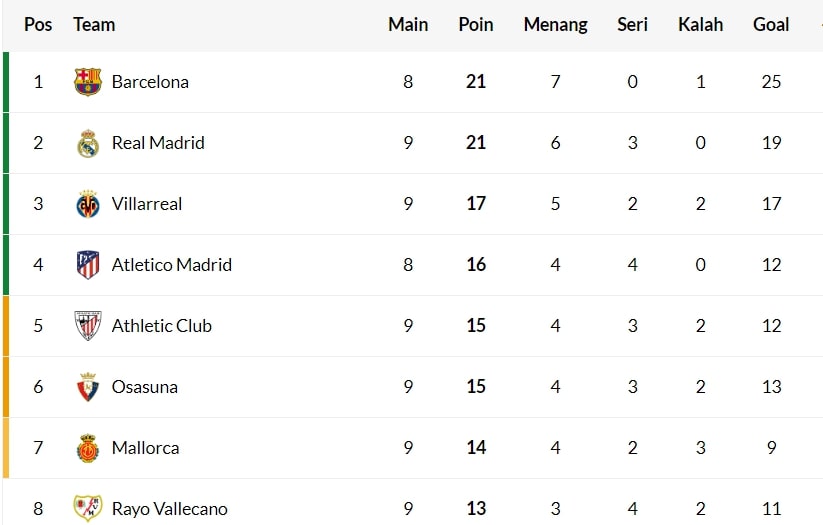 Pos Team Main Poin Menang Seri Kalah Goal
1 Barcelona 8 21 7 0 1 25
2 Real Madrid 9 21 6 3 0 19
3 Villarreal 9 17 5 2 2 17
4 Atletico Madrid 8 16 4 4 0 12
5 Athletic Club 9 15 4 3 2 12
6 Osasuna 9 15 4 3 2 13
7 Mallorca 9 14 4 2 3 9
8 Rayo Vallecano 9 13 3 4 2 11